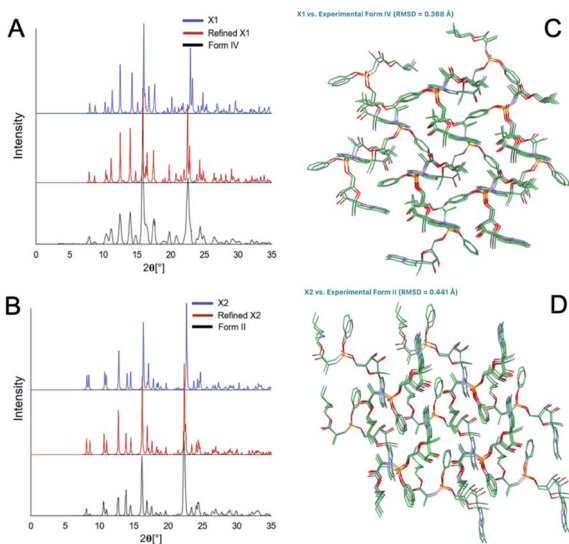 A
X1
Refined X1
Form IV
Intensity
0 5 10 15 20 25 30 35
2θ[°]
X1 vs. Experimental Form IV (RMSD = 0.368 Å)
C
B
X2
Refined X2
Form II
Intensity
0 5 10 15 20 25 30 35
2θ[°]
X2 vs. Experimental Form II (RMSD = 0.441 Å)
D